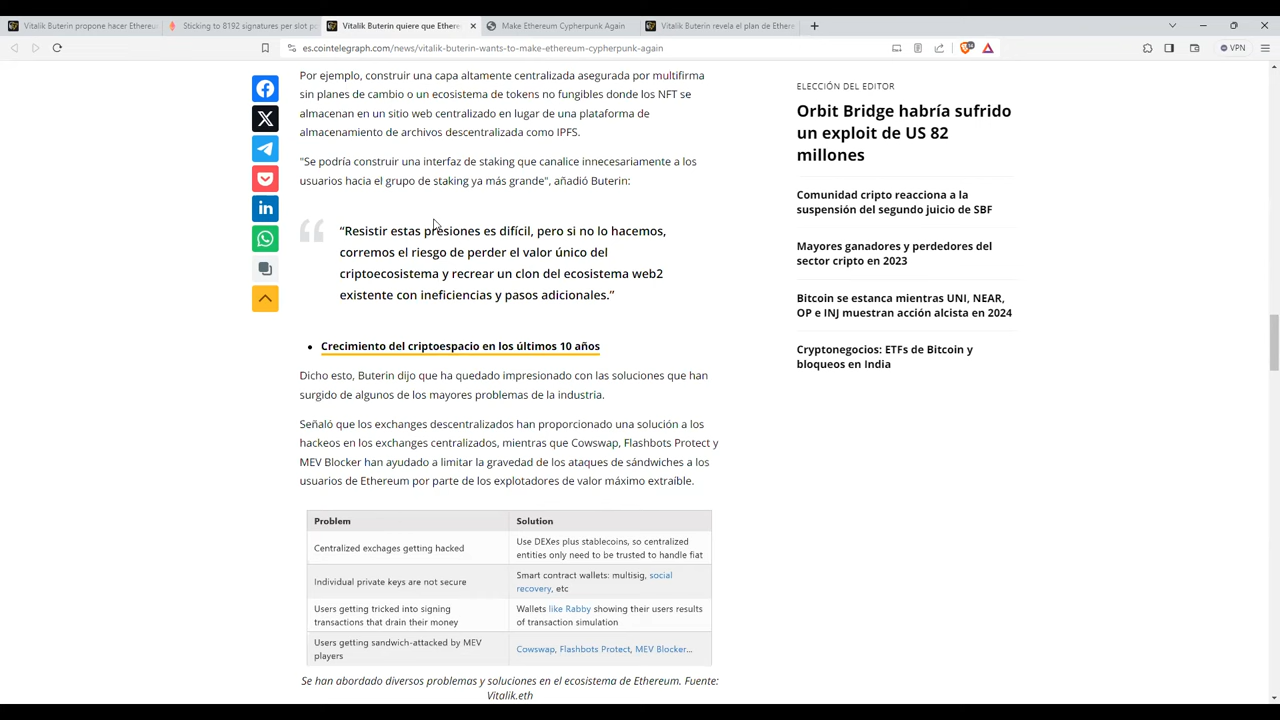 Vitalik Buterin propone hacer Ethereu
Sticking to 8192 signatures per slot po
Vitalik Buterin quiere que Ethere
Make Ethereum Cypherpunk Again
Vitalik Buterin revela el plan de Ethere
es.cointelegraph.com/news/vitalik-buterin-wants-to-make-ethereum-cypherpunk-again
VPN
Por ejemplo, construir una capa altamente centralizada asegurada por multifirma
sin planes de cambio o un ecosistema de tokens no fungibles donde los NFT se
almacenan en un sitio web centralizado en lugar de una plataforma de
almacenamiento de archivos descentralizada como IPFS.
"Se podría construir una interfaz de staking que canalice innecesariamente a los
usuarios hacia el grupo de staking ya más grande", añadió Buterin:
“Resistir estas presiones es difícil, pero si no lo hacemos,
corremos el riesgo de perder el valor único del
criptoecosistema y recrear un clon del ecosistema web2
existente con ineficiencias y pasos adicionales.”
Crecimiento del criptoespacio en los últimos 10 años
Dicho esto, Buterin dijo que ha quedado impresionado con las soluciones que han
surgido de algunos de los mayores problemas de la industria.
Señaló que los exchanges descentralizados han proporcionado una solución a los
hackeos en los exchanges centralizados, mientras que Cowswap, Flashbots Protect y
MEV Blocker han ayudado a limitar la gravedad de los ataques de sándwiches a los
usuarios de Ethereum por parte de los explotadores de valor máximo extraíble.
Problem
Solution
Centralized exchages getting hacked
Use DEXes plus stablecoins, so centralized
entities only need to be trusted to handle fiat
Individual private keys are not secure
Smart contract wallets: multisig, social
recovery, etc
Users getting tricked into signing
transactions that drain their money
Wallets like Rabby showing their users results
of transaction simulation
Users getting sandwich-attacked by MEV
players
Cowswap, Flashbots Protect, MEV Blocker...
Se han abordado diversos problemas y soluciones en el ecosistema de Ethereum. Fuente:
Vitalik.eth
ELECCIÓN DEL EDITOR
Orbit Bridge habría sufrido
un exploit de US 82
millones
Comunidad cripto reacciona a la
suspensión del segundo juicio de SBF
Mayores ganadores y perdedores del
sector cripto en 2023
Bitcoin se estanca mientras UNI, NEAR,
OP e INJ muestran acción alcista en 2024
Cryptonegocios: ETFs de Bitcoin y
bloqueos en India